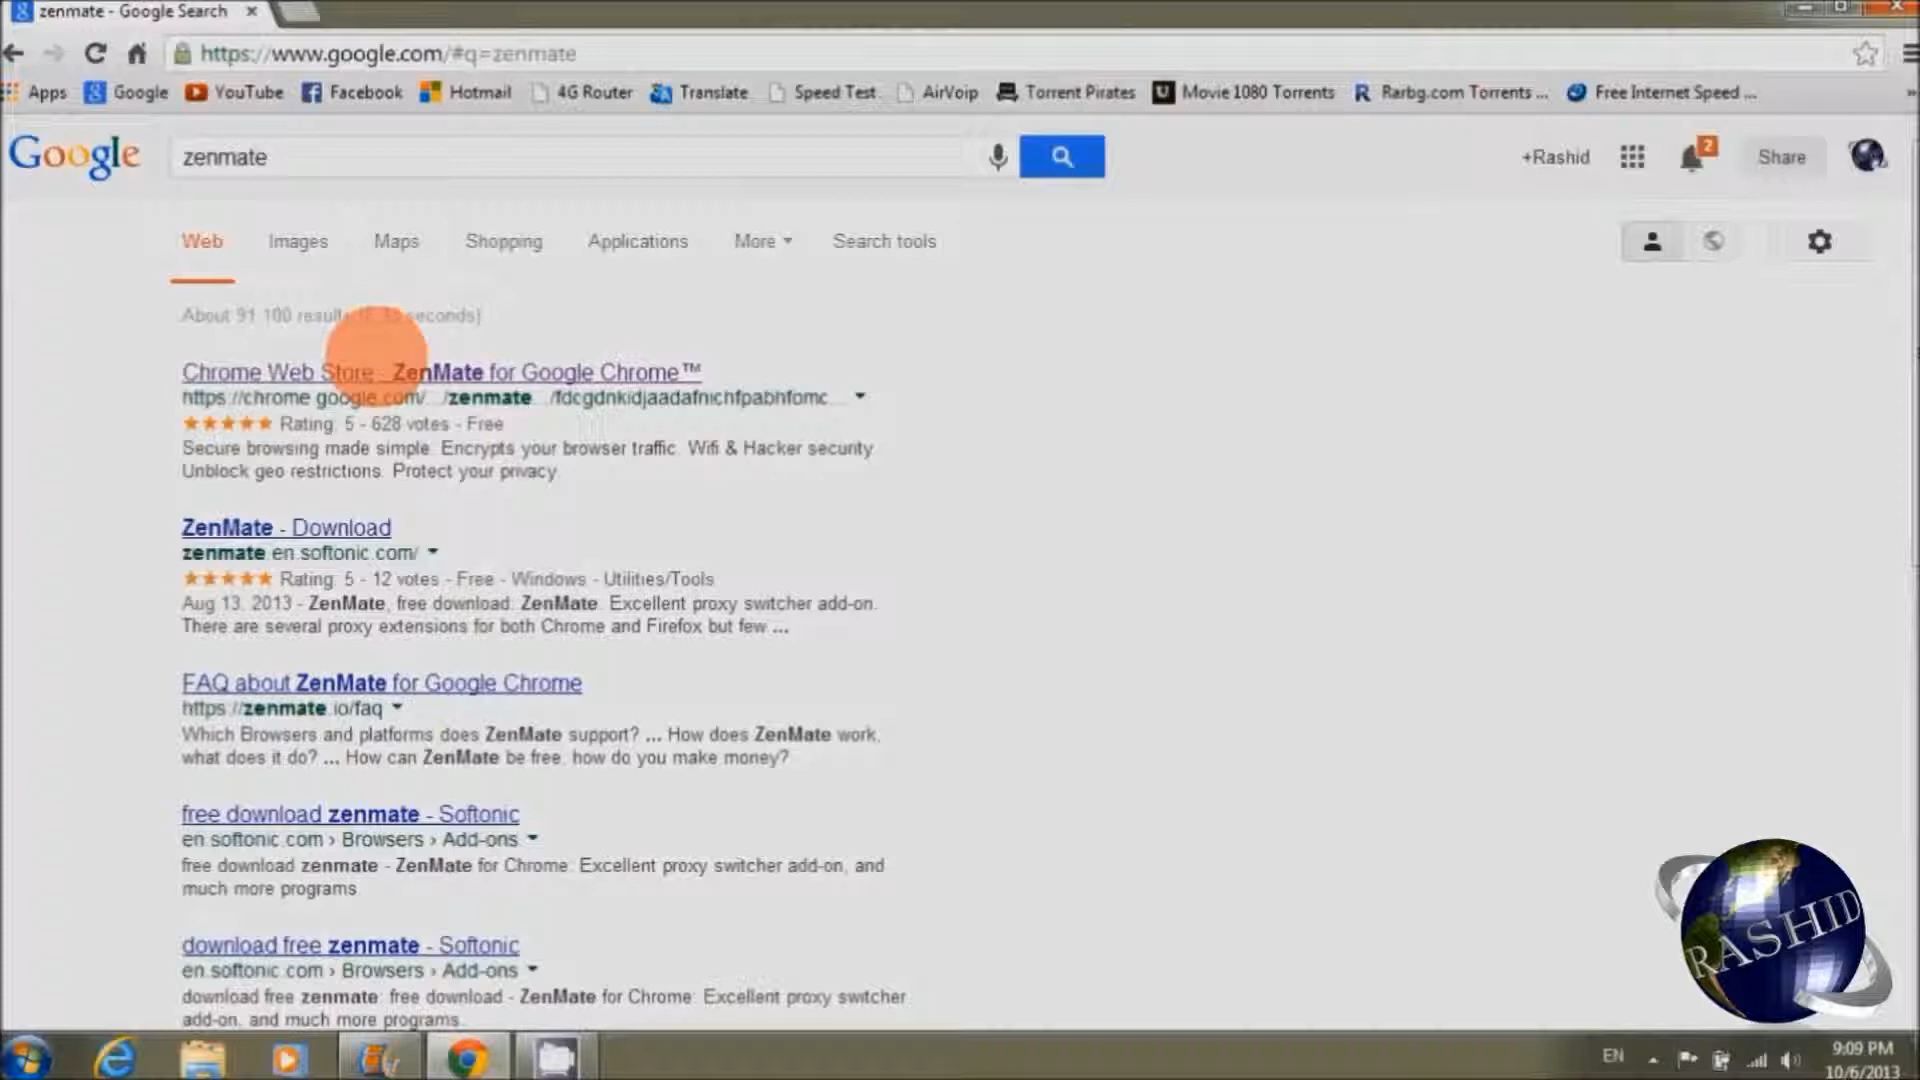 zenmate - Google Search
https://www.google.com/#q=zenmate
Apps Google YouTube Facebook Hotmail 4G Router Translate Speed Test AirVoip Torrent Pirates Movie 1080 Torrents Rarbg.com Torrents ... Free Internet Speed ... »
Google zenmate +Rashid 2 Share
Web Images Maps Shopping Applications More Search tools
About 91 100 results seconds)
Chrome Web Store - ZenMate for Google Chrome™
https //chrome google.com/ /zenmate /fdcgdnkidjaadafnichfpabhfomc...
Rating 5 - 628 votes - Free
Secure browsing made simple. Encrypts your browser traffic. Wifi & Hacker security
Unblock geo restrictions. Protect your privacy.
ZenMate - Download
zenmate en softonic com/
Rating 5 - 12 votes - Free - Windows - Utilities/Tools
Aug 13, 2013 - ZenMate, free download. ZenMate. Excellent proxy switcher add-on.
There are several proxy extensions for both Chrome and Firefox but few ...
FAQ about ZenMate for Google Chrome
https //zenmate io/faq
Which Browsers and platforms does ZenMate support? ... How does ZenMate work,
what does it do? ... How can ZenMate be free, how do you make money?
free download zenmate - Softonic
en softonic com › Browsers › Add-ons
free download zenmate - ZenMate for Chrome: Excellent proxy switcher add-on, and
much more programs
download free zenmate - Softonic
en softonic com › Browsers › Add-ons
download free zenmate: free download - ZenMate for Chrome: Excellent proxy switcher
add-on, and much more programs.
RASHID
EN 9:09 PM
10/6/2013